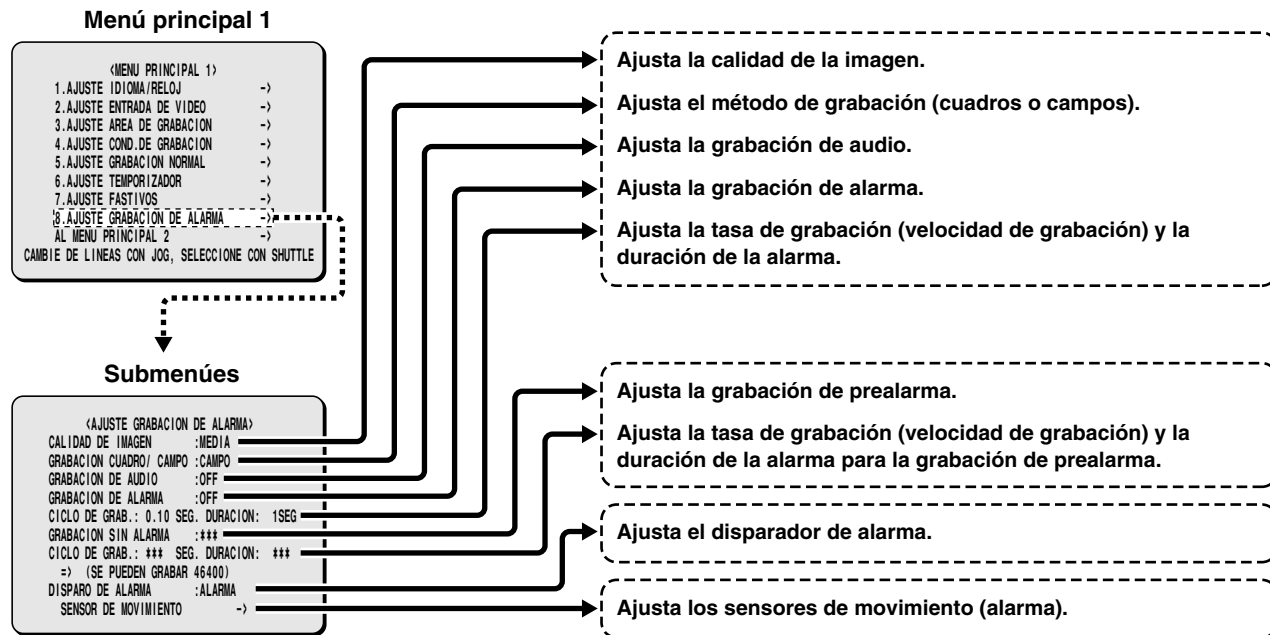 Menú principal 1
<MENU PRINCIPAL 1>
1.AJUSTE IDIOMA/RELOJ ->
2.AJUSTE ENTRADA DE VIDEO ->
3.AJUSTE AREA DE GRABACION ->
4.AJUSTE COND.DE GRABACION ->
5.AJUSTE GRABACION NORMAL ->
6.AJUSTE TEMPORIZADOR ->
7.AJUSTE FASTIVOS ->
8.AJUSTE GRABACION DE ALARMA ->
AL MENU PRINCIPAL 2 ->
CAMBIE DE LINEAS CON JOG, SELECCIONE CON SHUTTLE
Submenúes
<AJUSTE GRABACION DE ALARMA>
CALIDAD DE IMAGEN :MEDIA
GRABACION CUADRO/ CAMPO :CAMPO
GRABACION DE AUDIO :OFF
GRABACION DE ALARMA :OFF
CICLO DE GRAB.: 0.10 SEG. DURACION: 1SEG
GRABACION SIN ALARMA :***
CICLO DE GRAB.: *** SEG. DURACION: ***
=> (SE PUEDEN GRABAR 46400)
DISPARO DE ALARMA :ALARMA
SENSOR DE MOVIMIENTO ->
Ajusta la calidad de la imagen.
Ajusta el método de grabación (cuadros o campos).
Ajusta la grabación de audio.
Ajusta la grabación de alarma.
Ajusta la tasa de grabación (velocidad de grabación) y la
duración de la alarma.
Ajusta la grabación de prealarma.
Ajusta la tasa de grabación (velocidad de grabación) y la
duración de la alarma para la grabación de prealarma.
Ajusta el disparador de alarma.
Ajusta los sensores de movimiento (alarma).